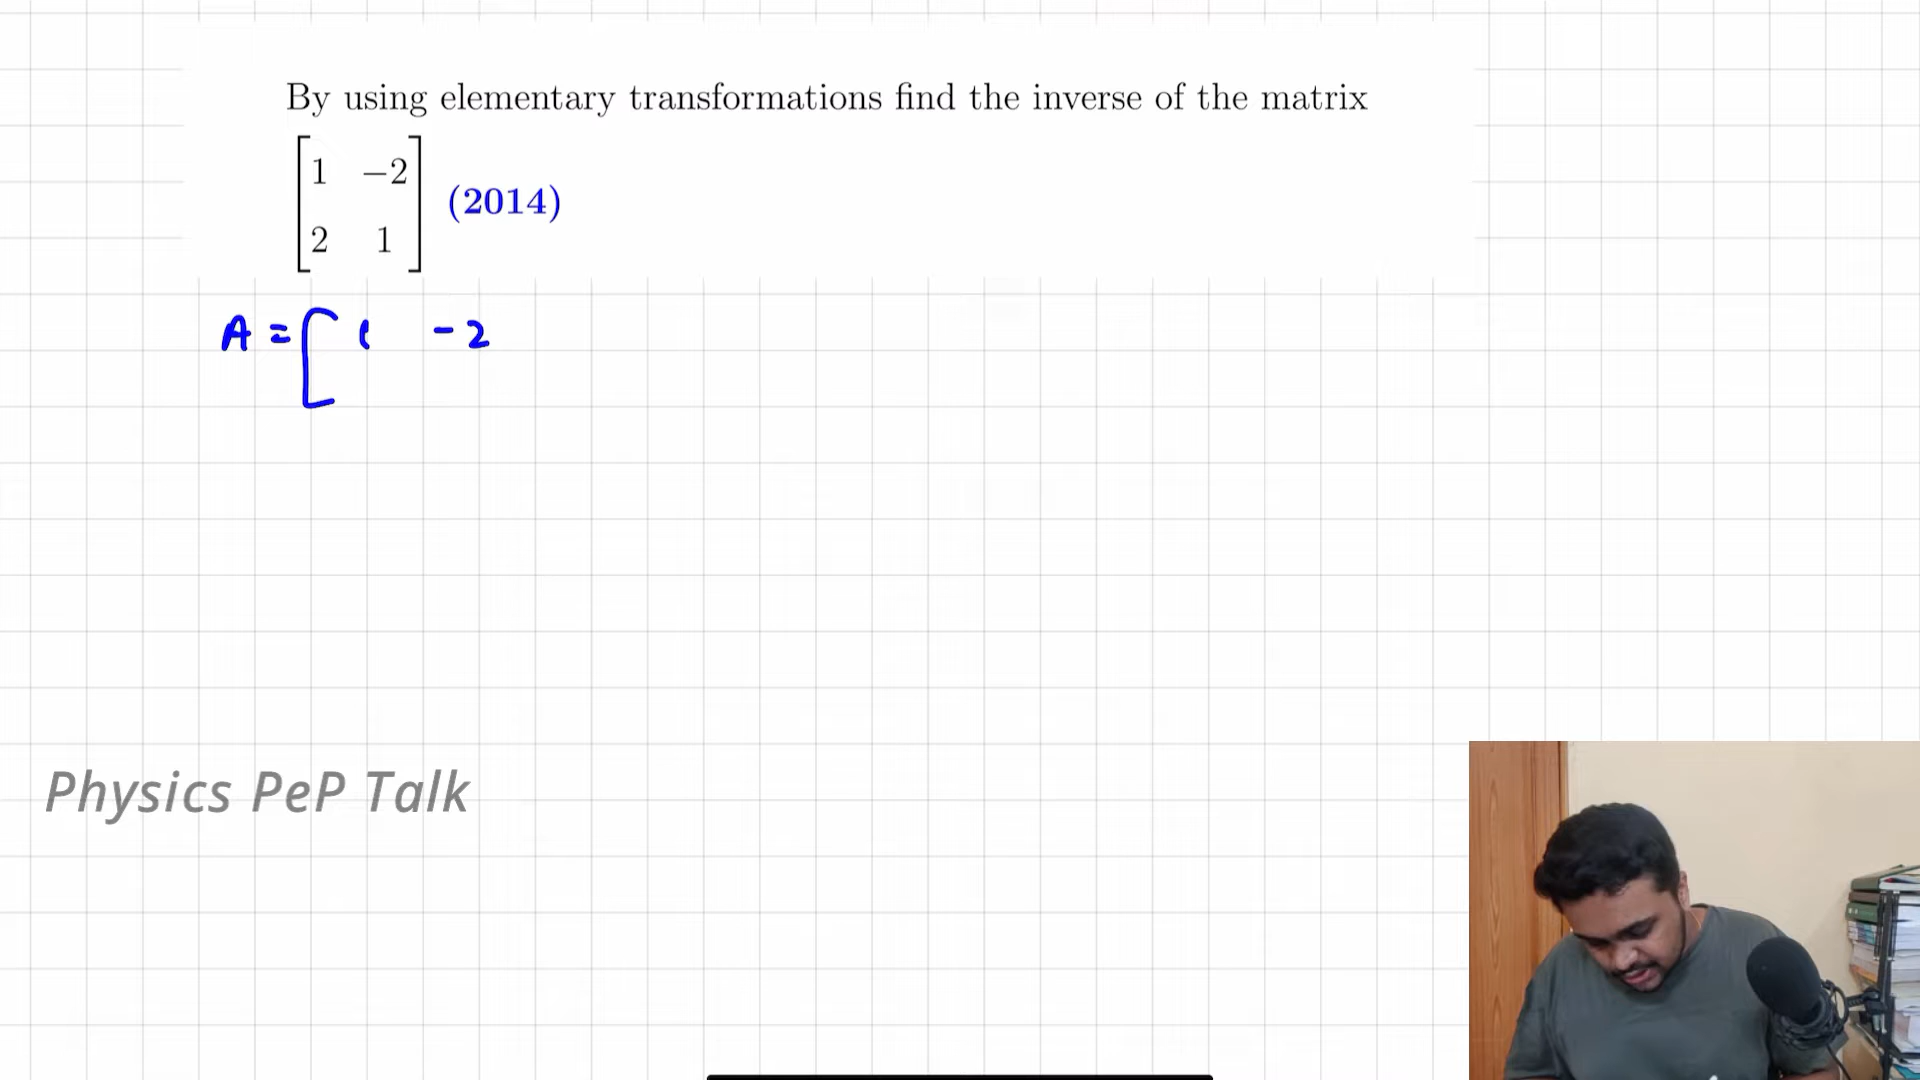 By using elementary transformations find the inverse of the matrix
1 −2
2 1
(2014)
A = [ 1 -2
Physics PeP Talk